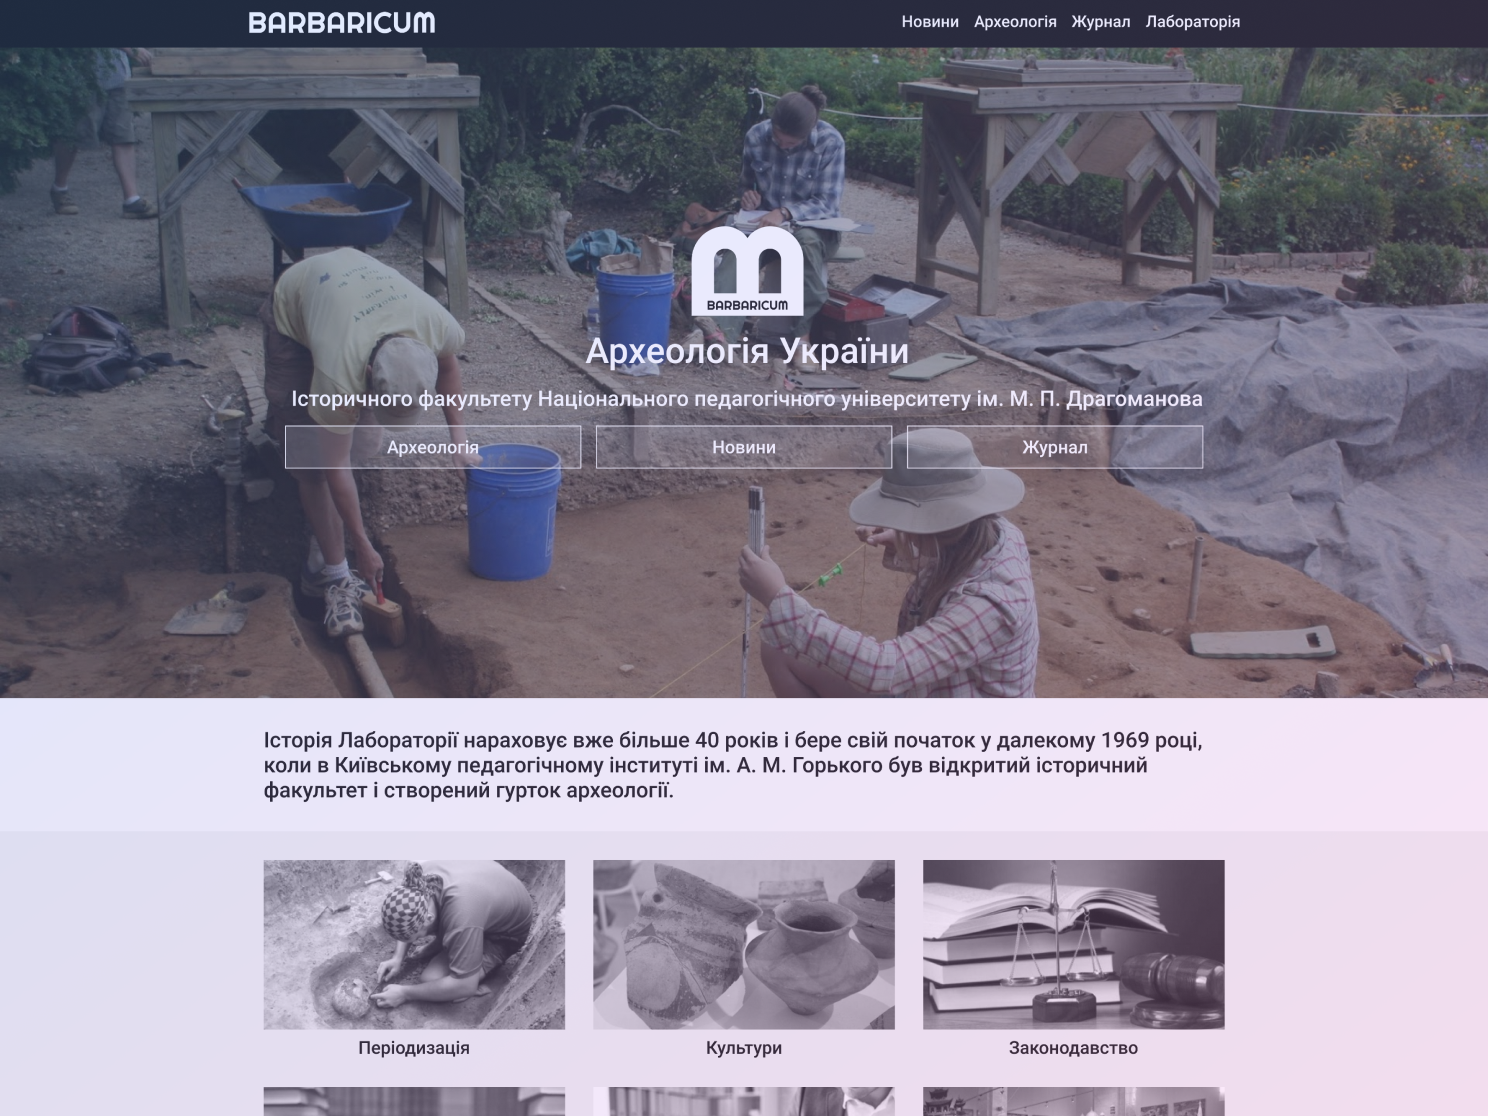 BARBARICUM
Новини Археологія Журнал Лабораторія
BARBARICUM
Археологія України
Історичного факультету Національного педагогічного університету ім. М. П. Драгоманова
Археологія
Новини
Журнал
Історія Лабораторії нараховує вже більше 40 років і бере свій початок у далекому 1969 році,
коли в Київському педагогічному інституті ім. А. М. Горького був відкритий історичний
факультет і створений гурток археології.
Періодизація
Культури
Законодавство